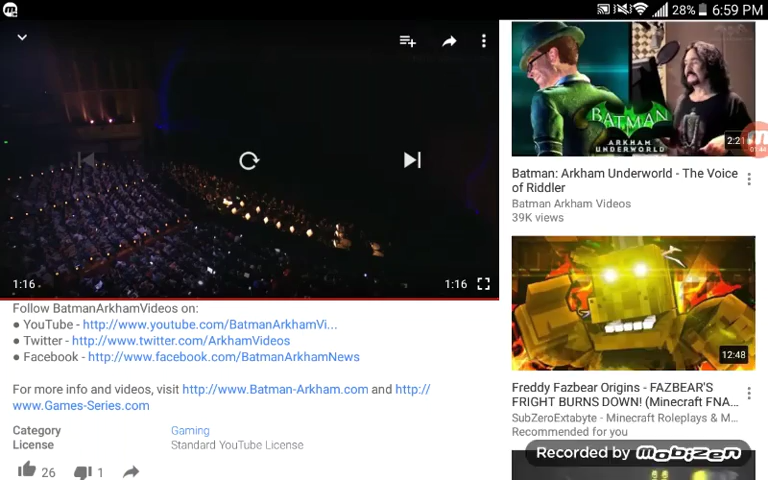 28% 6:59 PM
1:16 1:16
Follow BatmanArkhamVideos on:
● YouTube - http://www.youtube.com/BatmanArkhamVi...
● Twitter - http://www.twitter.com/ArkhamVideos
● Facebook - http://www.facebook.com/BatmanArkhamNews
For more info and videos, visit http://www.Batman-Arkham.com and http://
www.Games-Series.com
Category Gaming
License Standard YouTube License
26 1
BATMAN
ARKHAM
UNDERWORLD
2:21
01:44
Batman: Arkham Underworld - The Voice
of Riddler
Batman Arkham Videos
39K views
12:48
Freddy Fazbear Origins - FAZBEAR'S
FRIGHT BURNS DOWN! (Minecraft FNA...
SubZeroExtabyte - Minecraft Roleplays & M...
Recommended for you
Recorded by Mobizen